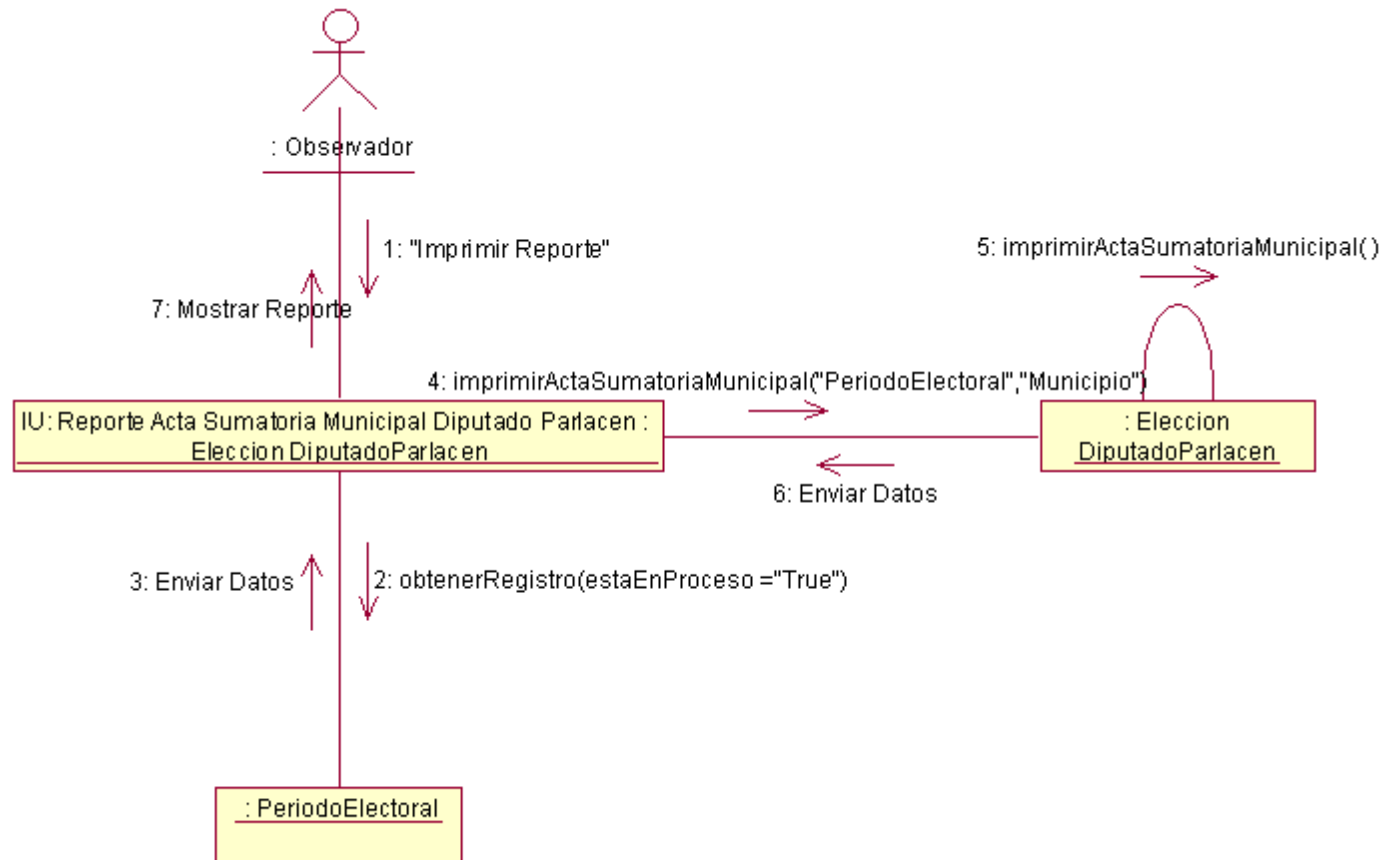 : Observador
1: "Imprimir Reporte"
5: imprimirActaSumatoriaMunicipal( )
7: Mostrar Reporte
4: imprimirActaSumatoriaMunicipal("PeriodoElectoral","Municipio")
IU: Reporte Acta Sumatoria Municipal Diputado Parlacen :
Eleccion DiputadoParlacen
: Eleccion
DiputadoParlacen
6: Enviar Datos
3: Enviar Datos
2: obtenerRegistro(estaEnProceso ="True")
: PeriodoElectoral